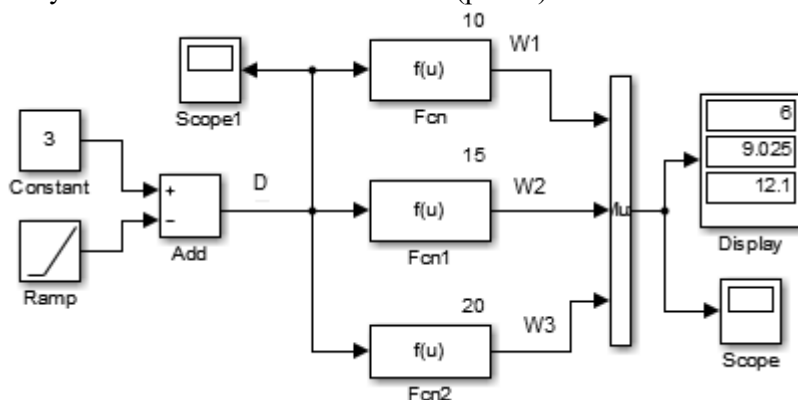 10
W1
f(u)
Fcn
Scope1
3
Constant
+
−
Add
D
Ramp
15
W2
f(u)
Fcn1
20
W3
f(u)
Fcn2
6
9.025
12.1
Display
Scope